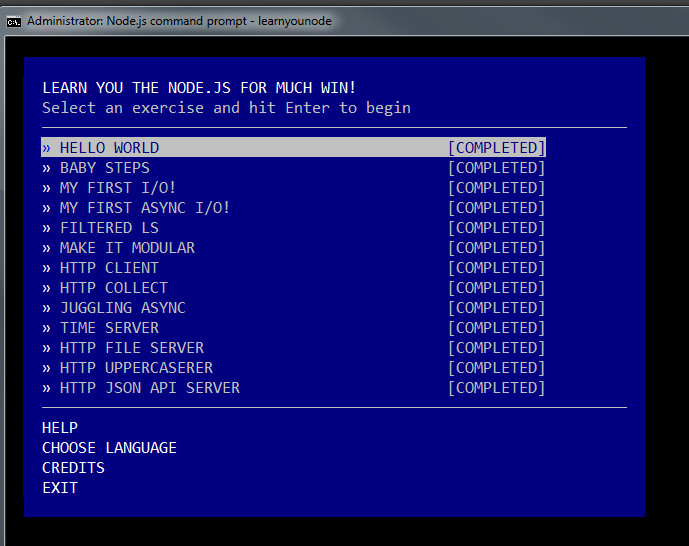 Administrator: Node.js command prompt - learnyounode
LEARN YOU THE NODE.JS FOR MUCH WIN!
Select an exercise and hit Enter to begin
» HELLO WORLD [COMPLETED]
» BABY STEPS [COMPLETED]
» MY FIRST I/O! [COMPLETED]
» MY FIRST ASYNC I/O! [COMPLETED]
» FILTERED LS [COMPLETED]
» MAKE IT MODULAR [COMPLETED]
» HTTP CLIENT [COMPLETED]
» HTTP COLLECT [COMPLETED]
» JUGGLING ASYNC [COMPLETED]
» TIME SERVER [COMPLETED]
» HTTP FILE SERVER [COMPLETED]
» HTTP UPPERCASERER [COMPLETED]
» HTTP JSON API SERVER [COMPLETED]
HELP
CHOOSE LANGUAGE
CREDITS
EXIT